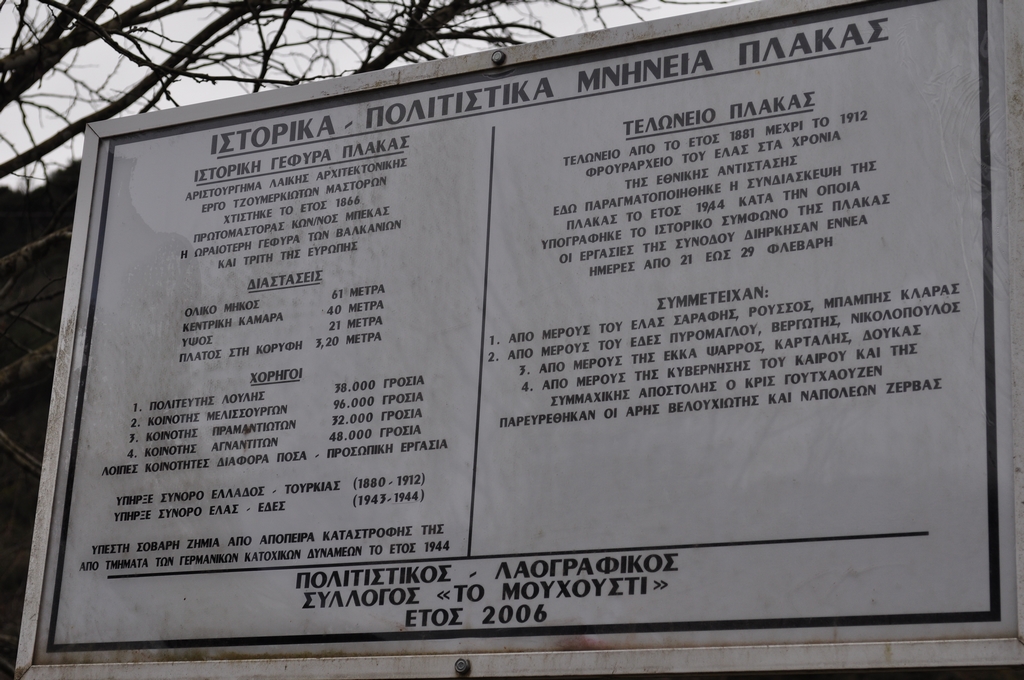 ΙΣΤΟΡΙΚΑ - ΠΟΛΙΤΙΣΤΙΚΑ ΜΝΗΝΕΙΑ ΠΛΑΚΑΣ
ΙΣΤΟΡΙΚΗ ΓΕΦΥΡΑ ΠΛΑΚΑΣ
ΑΡΙΣΤΟΥΡΓΗΜΑ ΛΑΙΚΗΣ ΑΡΧΙΤΕΚΤΟΝΙΚΗΣ
ΕΡΓΟ ΤΖΟΥΜΕΡΚΙΩΤΩΝ ΜΑΣΤΟΡΩΝ
ΧΤΙΣΤΗΚΕ ΤΟ ΕΤΟΣ 1866
ΠΡΩΤΟΜΑΣΤΟΡΑΣ ΚΩΝ/ΝΟΣ ΜΠΕΚΑΣ
Η ΩΡΑΙΟΤΕΡΗ ΓΕΦΥΡΑ ΤΩΝ ΒΑΛΚΑΝΙΩΝ
ΚΑΙ ΤΡΙΤΗ ΤΗΣ ΕΥΡΩΠΗΣ
ΔΙΑΣΤΑΣΕΙΣ
ΟΛΙΚΟ ΜΗΚΟΣ 61 ΜΕΤΡΑ
ΚΕΝΤΡΙΚΗ ΚΑΜΑΡΑ 40 ΜΕΤΡΑ
ΥΨΟΣ 21 ΜΕΤΡΑ
ΠΛΑΤΟΣ ΣΤΗ ΚΟΡΥΦΗ 3,20 ΜΕΤΡΑ
ΧΟΡΗΓΟΙ
1. ΠΟΛΙΤΕΥΤΗΣ ΛΟΥΛΗΣ 38.000 ΓΡΟΣΙΑ
2. ΚΟΙΝΟΤΗΣ ΜΕΛΙΣΣΟΥΡΓΩΝ 96.000 ΓΡΟΣΙΑ
3. ΚΟΙΝΟΤΗΣ ΠΡΑΜΑΝΤΙΩΤΩΝ 32.000 ΓΡΟΣΙΑ
4. ΚΟΙΝΟΤΗΣ ΑΓΝΑΝΤΙΤΩΝ 48.000 ΓΡΟΣΙΑ
ΛΟΙΠΕΣ ΚΟΙΝΟΤΗΤΕΣ ΔΙΑΦΟΡΑ ΠΟΣΑ - ΠΡΟΣΩΠΙΚΗ ΕΡΓΑΣΙΑ
ΥΠΗΡΞΕ ΣΥΝΟΡΟ ΕΛΛΑΔΟΣ - ΤΟΥΡΚΙΑΣ (1880-1912)
ΥΠΗΡΞΕ ΣΥΝΟΡΟ ΕΛΑΣ - ΕΔΕΣ (1943-1944)
ΥΠΕΣΤΗ ΣΟΒΑΡΗ ΖΗΜΙΑ ΑΠΟ ΑΠΟΠΕΙΡΑ ΚΑΤΑΣΤΡΟΦΗΣ ΤΗΣ
ΑΠΟ ΤΜΗΜΑΤΑ ΤΩΝ ΓΕΡΜΑΝΙΚΩΝ ΚΑΤΟΧΙΚΩΝ ΔΥΝΑΜΕΩΝ ΤΟ ΕΤΟΣ 1944
ΤΕΛΩΝΕΙΟ ΠΛΑΚΑΣ
ΤΕΛΩΝΕΙΟ ΑΠΟ ΤΟ ΕΤΟΣ 1881 ΜΕΧΡΙ ΤΟ 1912
ΦΡΟΥΡΑΡΧΕΙΟ ΤΟΥ ΕΛΑΣ ΣΤΑ ΧΡΟΝΙΑ
ΤΗΣ ΕΘΝΙΚΗΣ ΑΝΤΙΣΤΑΣΗΣ
ΕΔΩ ΠΑΡΑΓΜΑΤΟΠΟΙΗΘΗΚΕ Η ΣΥΝΔΙΑΣΚΕΨΗ ΤΗΣ
ΠΛΑΚΑΣ ΤΟ ΕΤΟΣ 1944 ΚΑΤΑ ΤΗΝ ΟΠΟΙΑ
ΥΠΟΓΡΑΦΗΚΕ ΤΟ ΙΣΤΟΡΙΚΟ ΣΥΜΦΩΝΟ ΤΗΣ ΠΛΑΚΑΣ
ΟΙ ΕΡΓΑΣΙΕΣ ΤΗΣ ΣΥΝΟΔΟΥ ΔΙΗΡΚΗΣΑΝ ΕΝΝΕΑ
ΗΜΕΡΕΣ ΑΠΟ 21 ΕΩΣ 29 ΦΛΕΒΑΡΗ
ΣΥΜΜΕΤΕΙΧΑΝ:
1. ΑΠΟ ΜΕΡΟΥΣ ΤΟΥ ΕΛΑΣ ΣΑΡΑΦΗΣ, ΡΟΥΣΣΟΣ, ΜΠΑΜΠΗΣ ΚΛΑΡΑΣ
2. ΑΠΟ ΜΕΡΟΥΣ ΤΟΥ ΕΔΕΣ ΠΥΡΟΜΑΓΛΟΥ, ΒΕΡΓΩΤΗΣ, ΝΙΚΟΛΟΠΟΥΛΟΣ
3. ΑΠΟ ΜΕΡΟΥΣ ΤΗΣ ΕΚΚΑ ΨΑΡΡΟΣ, ΚΑΡΤΑΛΗΣ, ΔΟΥΚΑΣ
4. ΑΠΟ ΜΕΡΟΥΣ ΤΗΣ ΚΥΒΕΡΝΗΣΗΣ ΤΟΥ ΚΑΙΡΟΥ ΚΑΙ ΤΗΣ
ΣΥΜΜΑΧΙΚΗΣ ΑΠΟΣΤΟΛΗΣ Ο ΚΡΙΣ ΓΟΥΤΧΑΟΥΖΕΝ
ΠΑΡΕΥΡΕΘΗΚΑΝ ΟΙ ΑΡΗΣ ΒΕΛΟΥΧΙΩΤΗΣ ΚΑΙ ΝΑΠΟΛΕΩΝ ΖΕΡΒΑΣ
ΠΟΛΙΤΙΣΤΙΚΟΣ - ΛΑΟΓΡΑΦΙΚΟΣ
ΣΥΛΛΟΓΟΣ «ΤΟ ΜΟΥΧΟΥΣΤΙ»
ΕΤΟΣ 2006